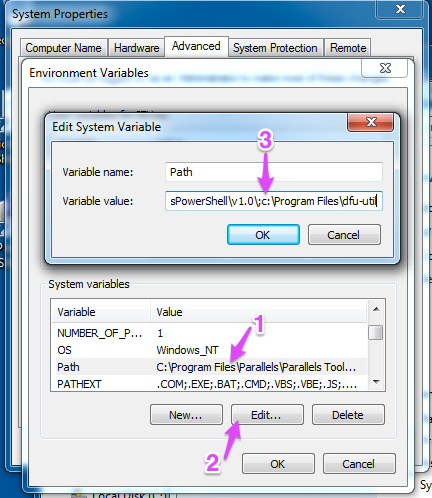 System Properties
Computer Name
Hardware
Advanced
System Protection
Remote
Environment Variables
Edit System Variable
3
Variable name:
Path
Variable value:
sPowerShell\v1.0\;c:\Program Files\dfu-util
OK
Cancel
System variables
1
Variable
Value
NUMBER_OF_P...
1
OS
Windows_NT
Path
C:\Program Files\Parallels\Parallels Tool...
PATHEXT
.COM;.EXE;.BAT;.CMD;.VBS;.VBE;.JS;....
New...
Edit...
Delete
2
OK
Cancel
Sy
Local Disk (C:)